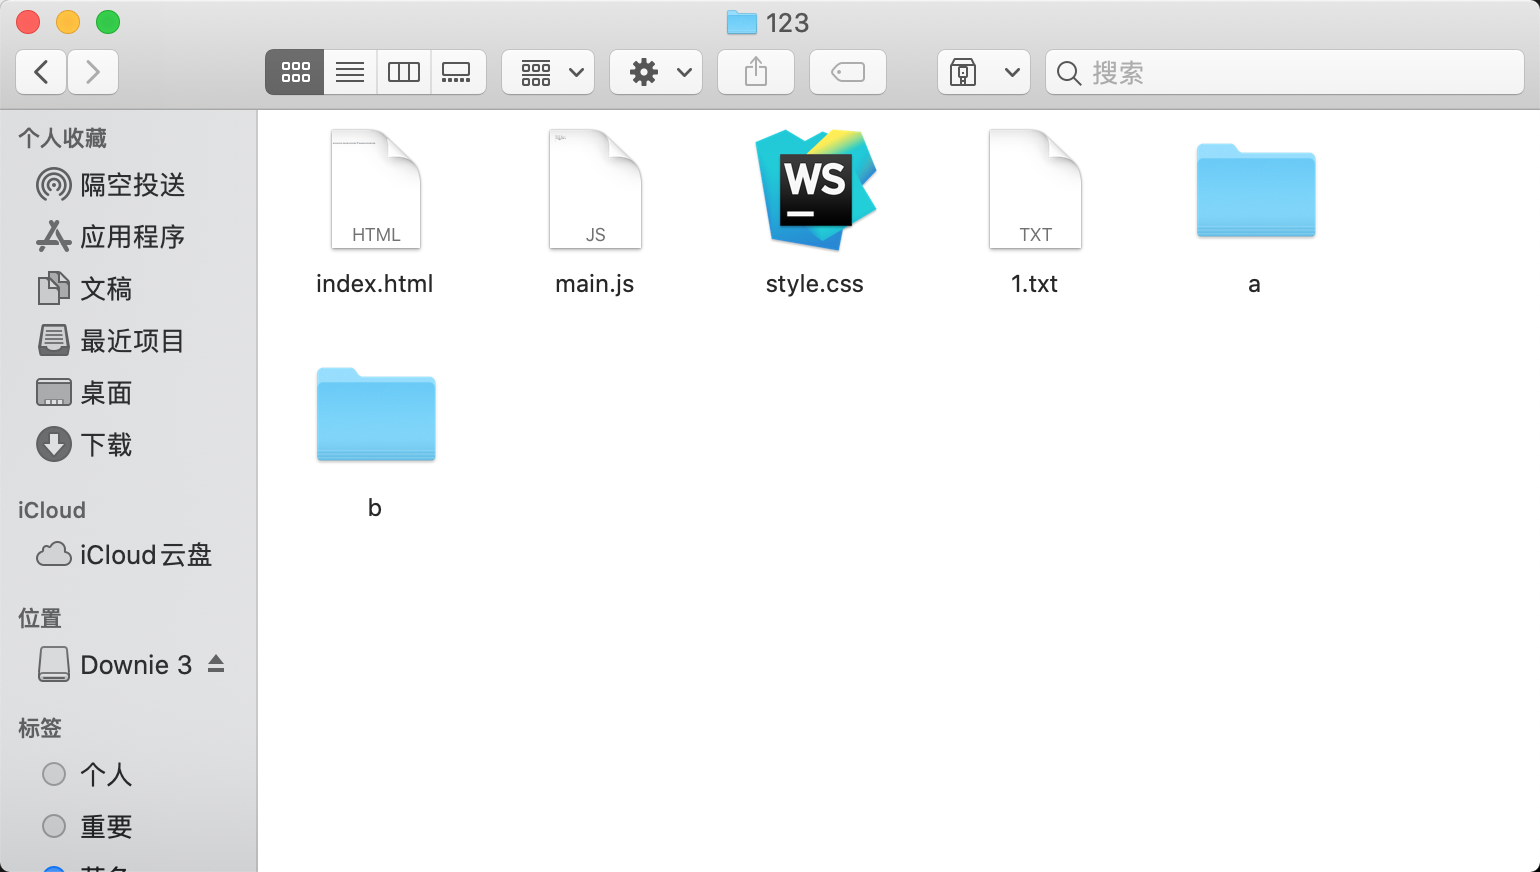 123
搜索
个人收藏
隔空投送
应用程序
文稿
最近项目
桌面
下载
iCloud
iCloud云盘
位置
Downie 3
标签
个人
重要
HTML
index.html
JS
main.js
WS
style.css
TXT
1.txt
a
b